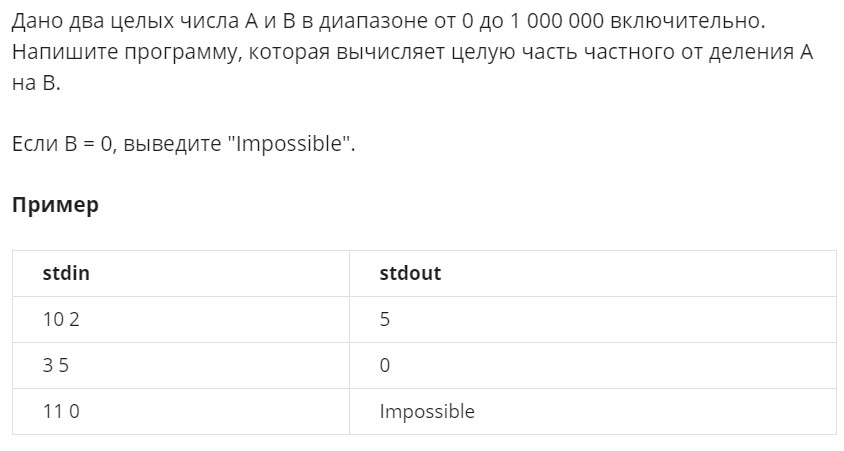 Дано два целых числа A и B в диапазоне от 0 до 1 000 000 включительно.
Напишите программу, которая вычисляет целую часть частного от деления A
на B.
Если B = 0, выведите "Impossible".
Пример
stdin stdout
10 2 5
3 5 0
11 0 Impossible